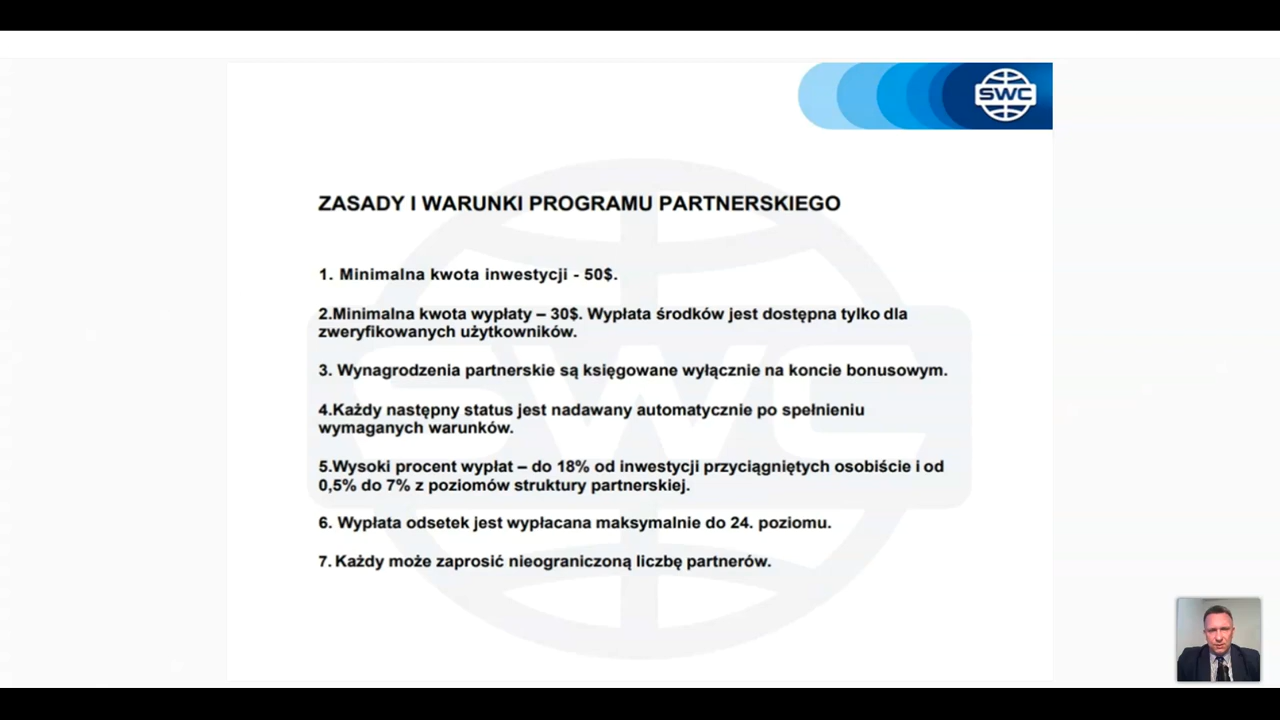 SWC
ZASADY I WARUNKI PROGRAMU PARTNERSKIEGO
1. Minimalna kwota inwestycji - 50$.
2.Minimalna kwota wypłaty – 30$. Wypłata środków jest dostępna tylko dla
zweryfikowanych użytkowników.
3. Wynagrodzenia partnerskie są księgowane wyłącznie na koncie bonusowym.
4.Każdy następny status jest nadawany automatycznie po spełnieniu
wymaganych warunków.
5.Wysoki procent wypłat – do 18% od inwestycji przyciągniętych osobiście i od
0,5% do 7% z poziomów struktury partnerskiej.
6. Wypłata odsetek jest wypłacana maksymalnie do 24. poziomu.
7. Każdy może zaprosić nieograniczoną liczbę partnerów.
SWC